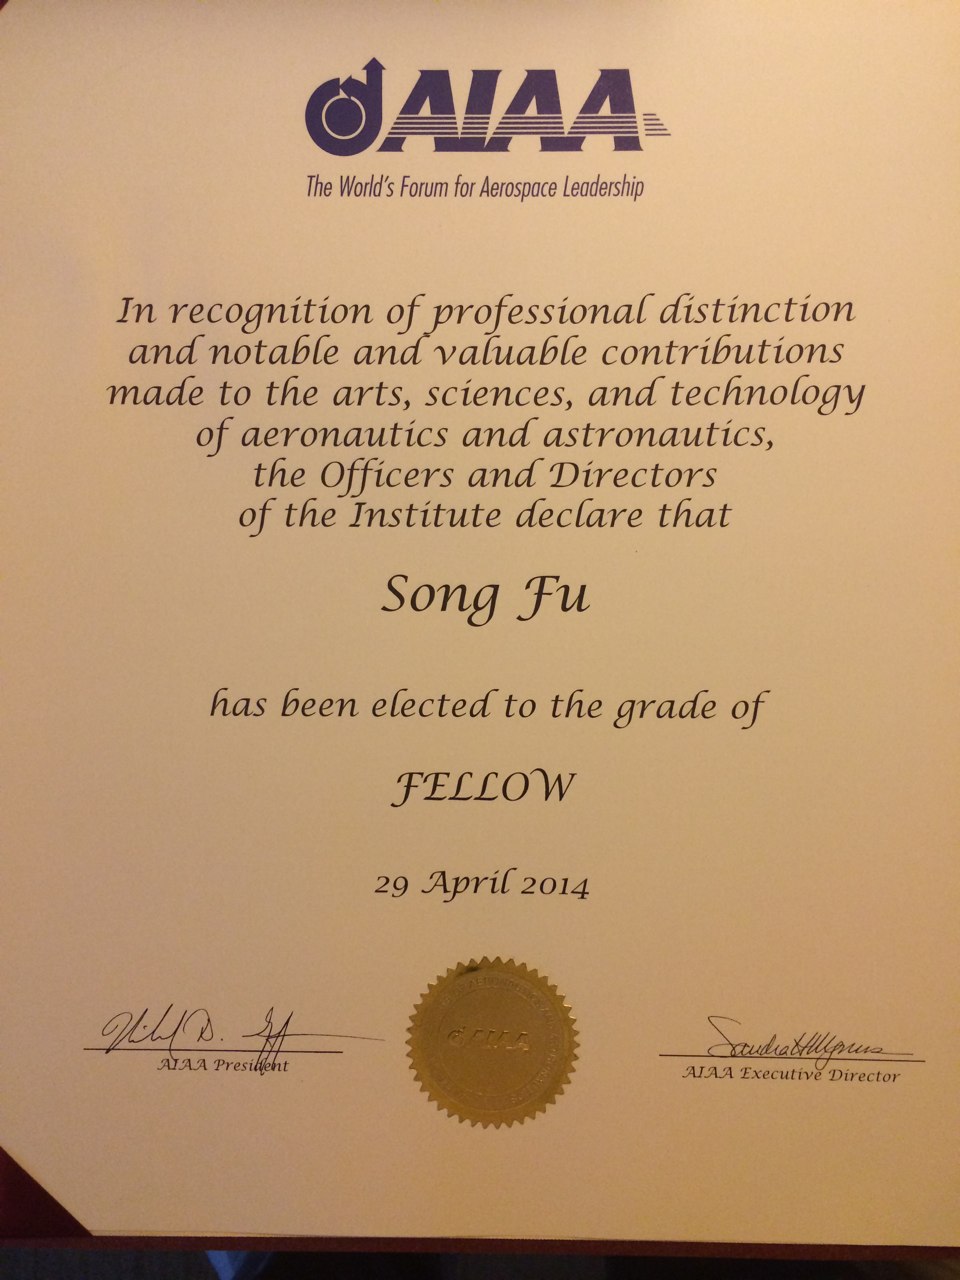 AIAA
The World's Forum for Aerospace Leadership
In recognition of professional distinction
and notable and valuable contributions
made to the arts, sciences, and technology
of aeronautics and astronautics,
the Officers and Directors
of the Institute declare that
Song Fu
has been elected to the grade of
FELLOW
29 April 2014
AIAA
AIAA President
AIAA Executive Director